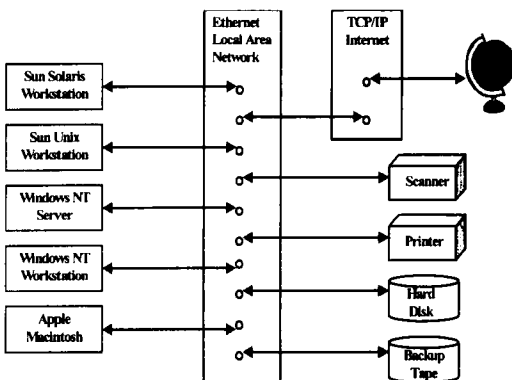 Ethernet
Local Area
Network
TCP/IP
Internet
Sun Solaris
Workstation
Sun Unix
Workstation
Windows NT
Server
Windows NT
Workstation
Apple
Macintosh
Scanner
Printer
Hard
Disk
Backup
Tape